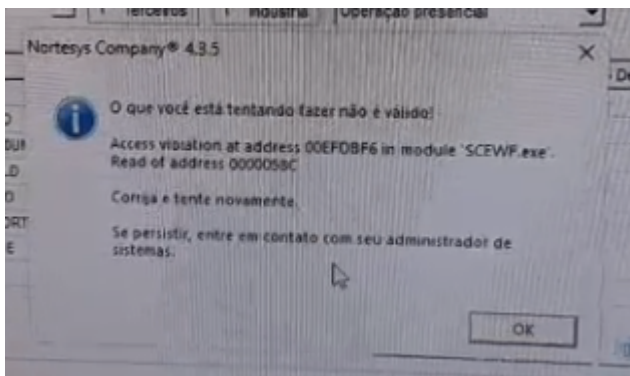 Terceiros Indústria Operação presencial
Nortesys Company® 4.3.5
O que você está tentando fazer não é válido!
Access violation at address 00EFDBF6 in module 'SCEWF.exe'.
Read of address 0000058C
Corrija e tente novamente.
Se persistir, entre em contato com seu administrador de
sistemas.
OK